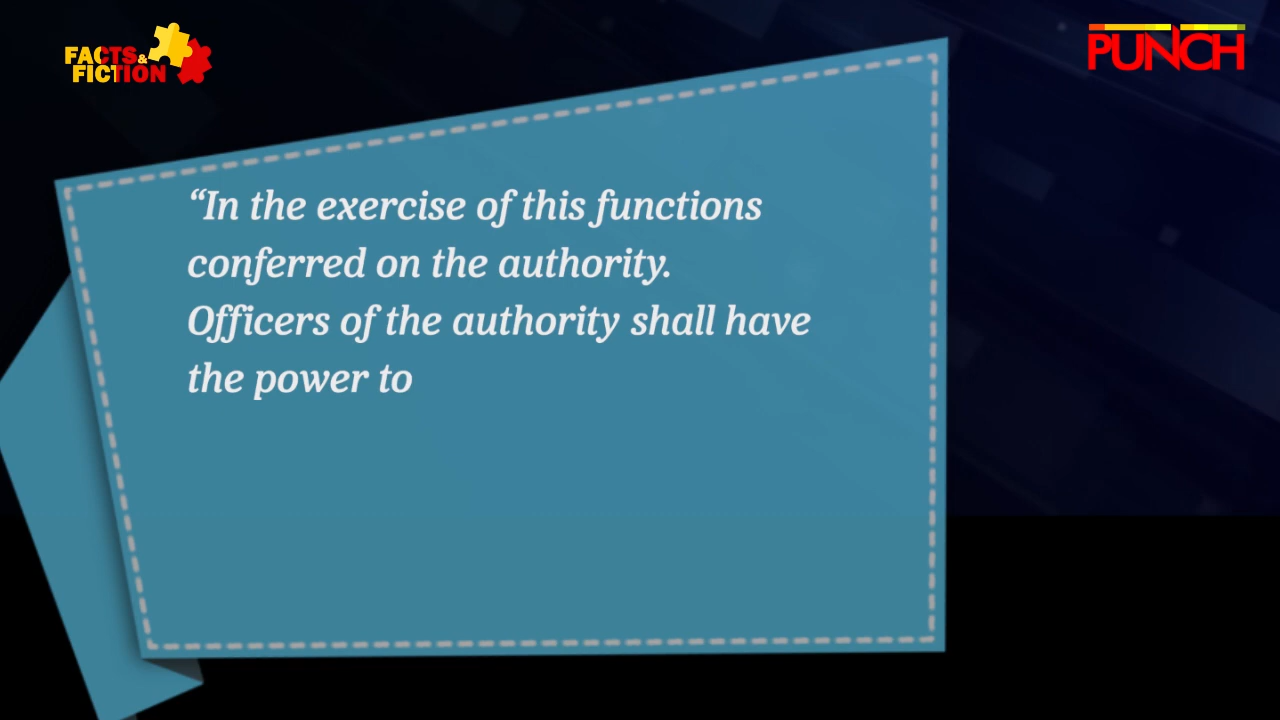 FACTS&
FICTION
PUNCH
“In the exercise of this functions
conferred on the authority.
Officers of the authority shall have
the power to